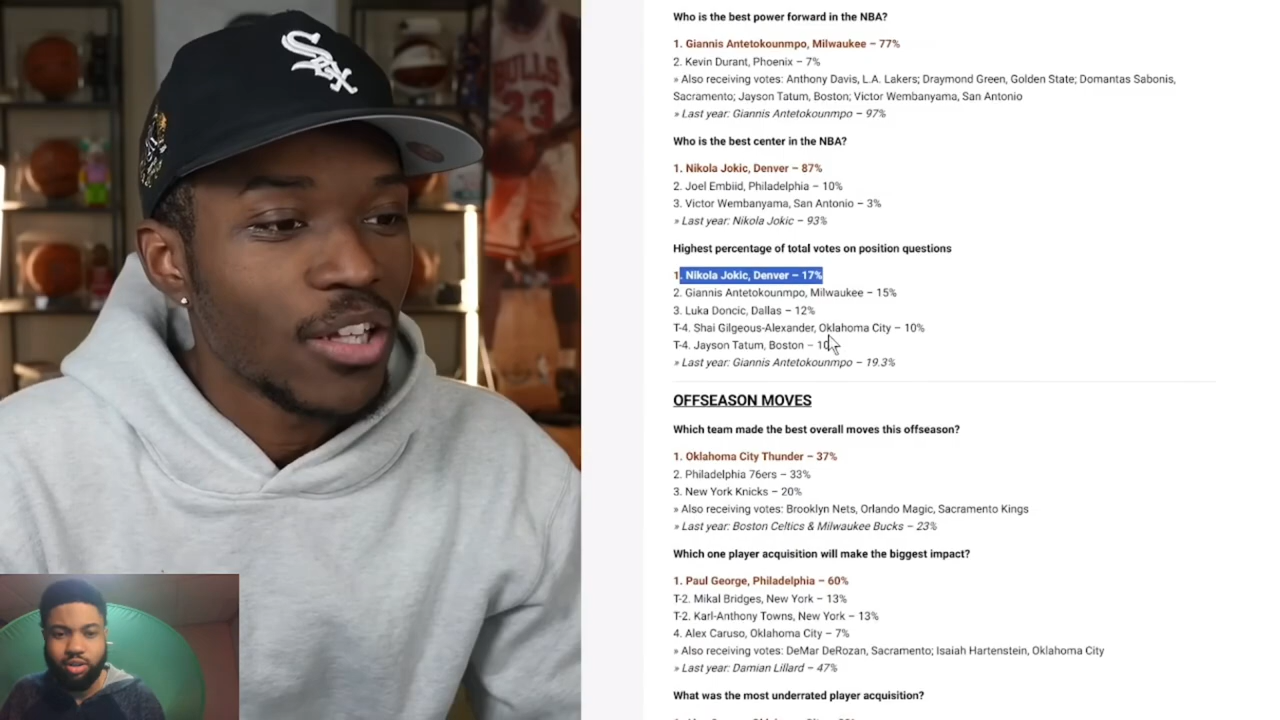 Sox
BULLS
23
Who is the best power forward in the NBA?
1. Giannis Antetokounmpo, Milwaukee – 77%
2. Kevin Durant, Phoenix – 7%
» Also receiving votes: Anthony Davis, L.A. Lakers; Draymond Green, Golden State; Domantas Sabonis,
Sacramento; Jayson Tatum, Boston; Victor Wembanyama, San Antonio
» Last year: Giannis Antetokounmpo – 97%
Who is the best center in the NBA?
1. Nikola Jokic, Denver – 87%
2. Joel Embiid, Philadelphia – 10%
3. Victor Wembanyama, San Antonio – 3%
» Last year: Nikola Jokic – 93%
Highest percentage of total votes on position questions
1. Nikola Jokic, Denver – 17%
2. Giannis Antetokounmpo, Milwaukee – 15%
3. Luka Doncic, Dallas – 12%
T-4. Shai Gilgeous-Alexander, Oklahoma City – 10%
T-4. Jayson Tatum, Boston – 10
» Last year: Giannis Antetokounmpo – 19.3%
OFFSEASON MOVES
Which team made the best overall moves this offseason?
1. Oklahoma City Thunder – 37%
2. Philadelphia 76ers – 33%
3. New York Knicks – 20%
» Also receiving votes: Brooklyn Nets, Orlando Magic, Sacramento Kings
» Last year: Boston Celtics & Milwaukee Bucks – 23%
Which one player acquisition will make the biggest impact?
1. Paul George, Philadelphia – 60%
T-2. Mikal Bridges, New York – 13%
T-2. Karl-Anthony Towns, New York – 13%
4. Alex Caruso, Oklahoma City – 7%
» Also receiving votes: DeMar DeRozan, Sacramento; Isaiah Hartenstein, Oklahoma City
» Last year: Damian Lillard – 47%
What was the most underrated player acquisition?